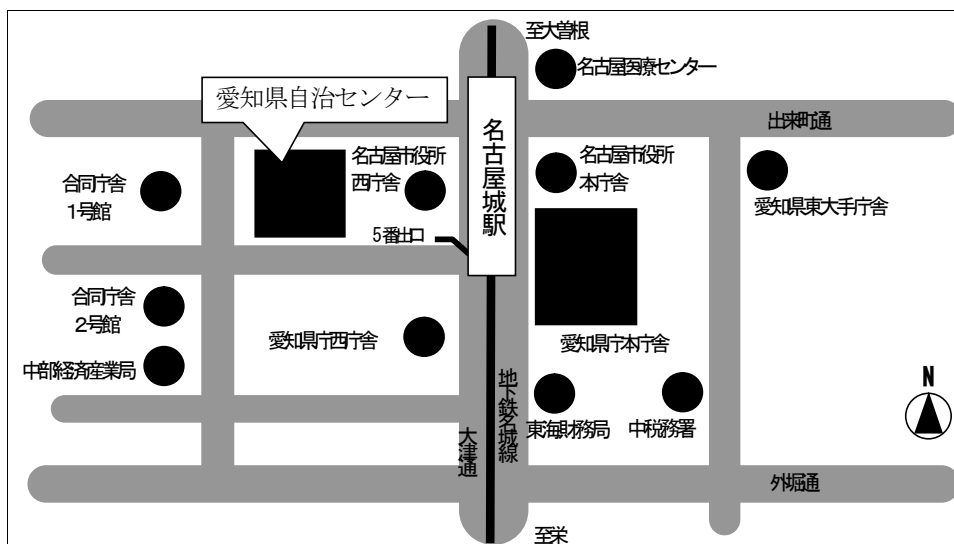 至大曽根
名古屋医療センター
愛知県自治センター
出来町通
名古屋城駅
名古屋市役所
西庁舎
名古屋市役所
本庁舎
合同庁舎
1号館
愛知県東大手庁舎
5番出口
合同庁舎
2号館
愛知県庁西庁舎
愛知県庁本庁舎
中部経済産業局
地下鉄名城線
N
大津通
東海財務局
中税務署
外堀通
至栄